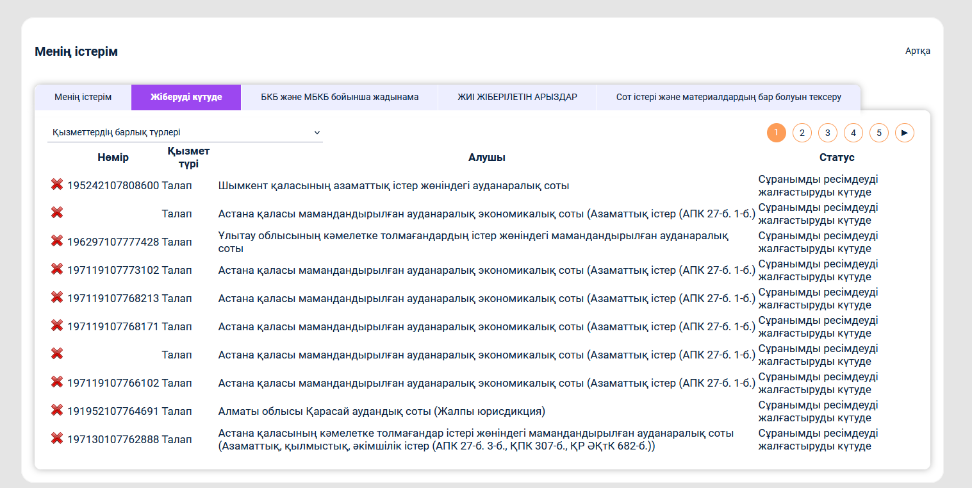 Менің істерім
Артқа
Менің істерім
Жіберуді күтуде
БКБ және МБКБ бойынша жадынама
ЖИІ ЖІБЕРІЛЕТІН АРЫЗДАР
Сот істері және материалдардың бар болуын тексеру
Қызметтердің барлық түрлері
1 2 3 4 5
Нөмір
Қызмет
түрі
Алушы
Статус
195242107808600 Талап Шымкент қаласының азаматтық істер жөніндегі ауданаралық соты
Сұранымды ресімдеуді
жалғастыруды күтуде
Талап Астана қаласы мамандандырылған ауданаралық экономикалық соты (Азаматтық істер (АПК 27-б. 1-б.)
Сұранымды ресімдеуді
жалғастыруды күтуде
196297107777428 Талап Ұлытау облысының кәмелетке толмағандардың істер жөніндегі мамандандырылған ауданаралық
соты
Сұранымды ресімдеуді
жалғастыруды күтуде
197119107773102 Талап Астана қаласы мамандандырылған ауданаралық экономикалық соты (Азаматтық істер (АПК 27-б. 1-б.)
Сұранымды ресімдеуді
жалғастыруды күтуде
197119107768213 Талап Астана қаласы мамандандырылған ауданаралық экономикалық соты (Азаматтық істер (АПК 27-б. 1-б.)
Сұранымды ресімдеуді
жалғастыруды күтуде
197119107768171 Талап Астана қаласы мамандандырылған ауданаралық экономикалық соты (Азаматтық істер (АПК 27-б. 1-б.)
Сұранымды ресімдеуді
жалғастыруды күтуде
Талап Астана қаласы мамандандырылған ауданаралық экономикалық соты (Азаматтық істер (АПК 27-б. 1-б.)
Сұранымды ресімдеуді
жалғастыруды күтуде
197119107766102 Талап Астана қаласы мамандандырылған ауданаралық экономикалық соты (Азаматтық істер (АПК 27-б. 1-б.)
Сұранымды ресімдеуді
жалғастыруды күтуде
191952107764691 Талап Алматы облысы Қарасай аудандық соты (Жалпы юрисдикция)
Сұранымды ресімдеуді
жалғастыруды күтуде
197130107762888 Талап Астана қаласының кәмелетке толмағандар істері жөніндегі мамандандырылған ауданаралық соты
(Азаматтық, қылмыстық, әкімшілік істер (АПК 27-б. 3-б., ҚПК 307-б., ҚР ӘҚтК 682-б.))
Сұранымды ресімдеуді
жалғастыруды күтуде